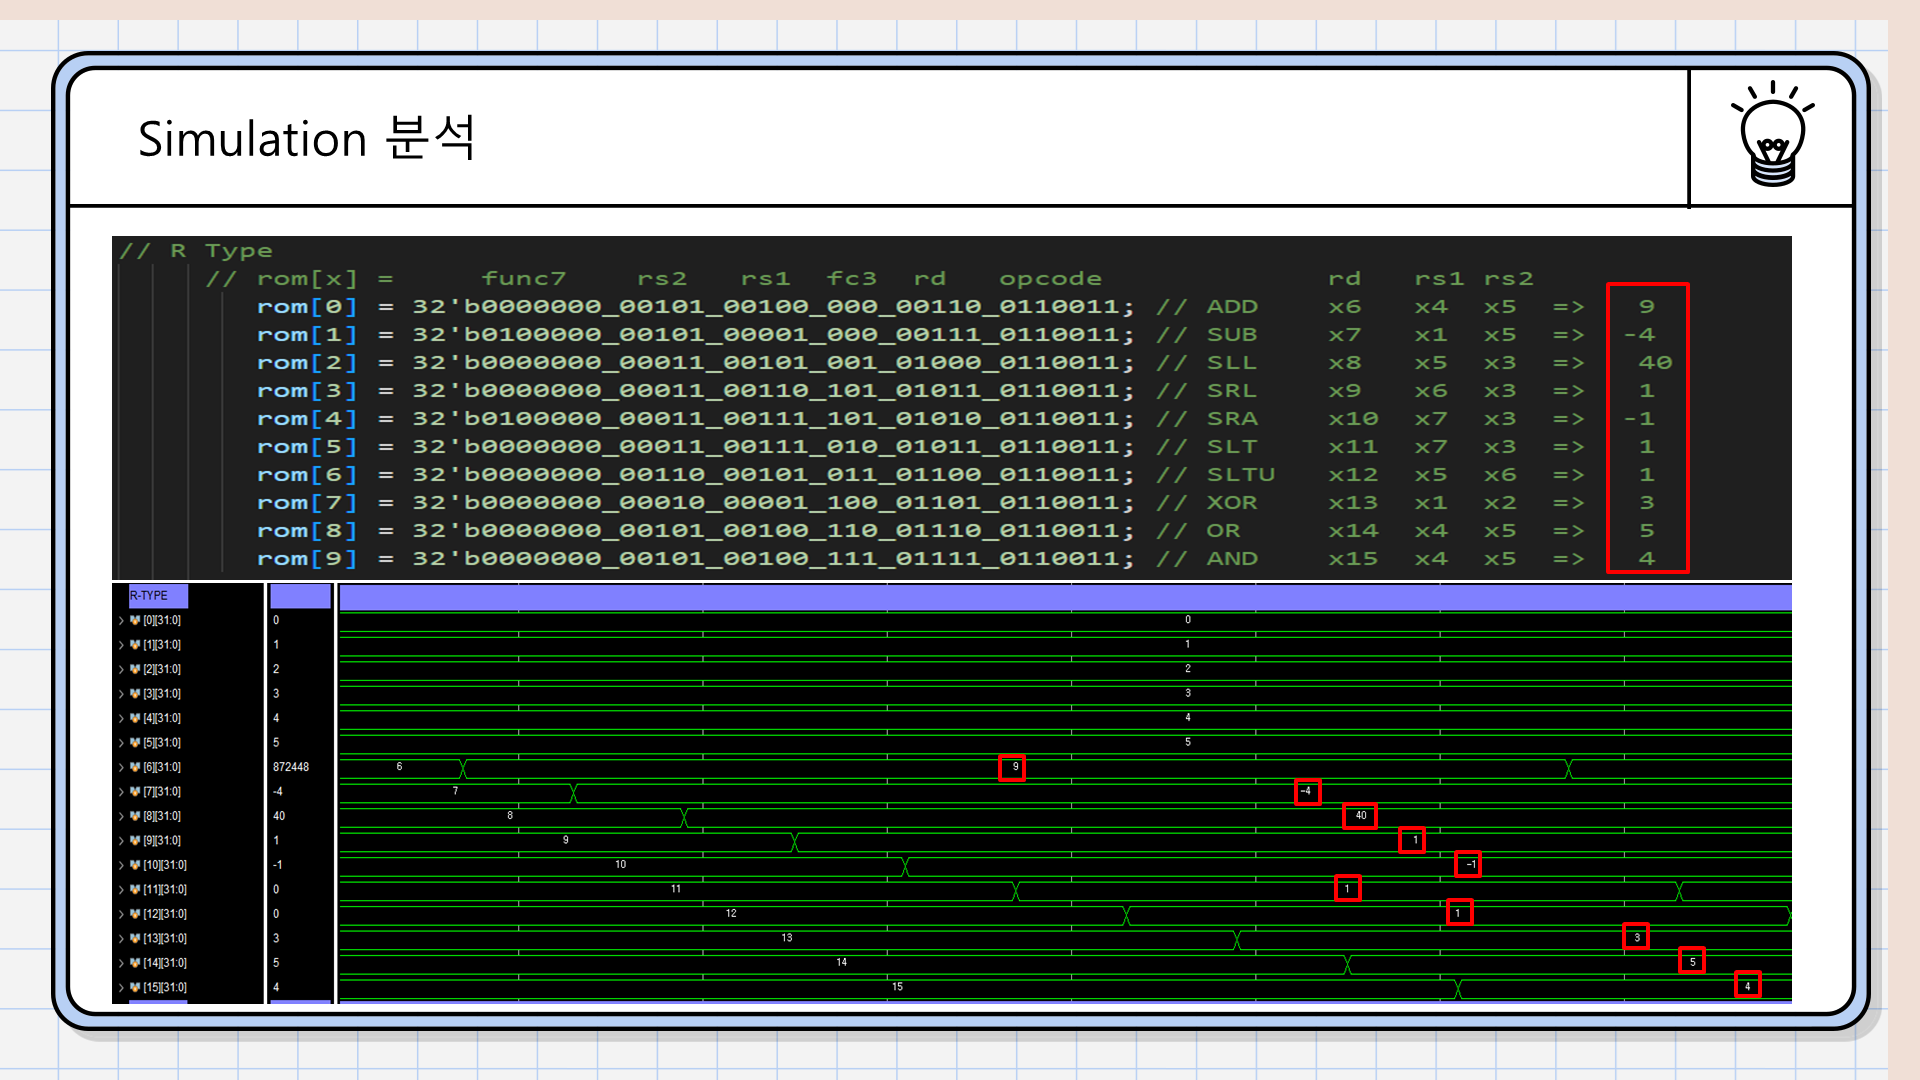 Simulation 분석
// R Type
// rom[x] = func7 rs2 rs1 fc3 rd opcode rd rs1 rs2
rom[0] = 32'b0000000_00101_00100_000_00110_0110011; // ADD x6 x4 x5 => 9
rom[1] = 32'b0100000_00101_00001_000_00111_0110011; // SUB x7 x1 x5 => -4
rom[2] = 32'b0000000_00011_00101_001_01000_0110011; // SLL x8 x5 x3 => 40
rom[3] = 32'b0000000_00011_00110_101_01001_0110011; // SRL x9 x6 x3 => 1
rom[4] = 32'b0100000_00011_00111_101_01010_0110011; // SRA x10 x7 x3 => -1
rom[5] = 32'b0000000_00011_00111_010_01011_0110011; // SLT x11 x7 x3 => 1
rom[6] = 32'b0000000_00110_00101_011_01100_0110011; // SLTU x12 x5 x6 => 1
rom[7] = 32'b0000000_00010_00001_100_01101_0110011; // XOR x13 x1 x2 => 3
rom[8] = 32'b0000000_00101_00100_110_01110_0110011; // OR x14 x4 x5 => 5
rom[9] = 32'b0000000_00101_00100_111_01111_0110011; // AND x15 x4 x5 => 4
R-TYPE
[0][31:0] 0 0
[1][31:0] 1 1
[2][31:0] 2 2
[3][31:0] 3 3
[4][31:0] 4 4
[5][31:0] 5 5
[6][31:0] 872448 6 9
[7][31:0] -4 7 -4
[8][31:0] 40 8 40
[9][31:0] 1 9 1
[10][31:0] -1 10 -1
[11][31:0] 0 11 1
[12][31:0] 0 12 1
[13][31:0] 3 13 3
[14][31:0] 5 14 5
[15][31:0] 4 15 4